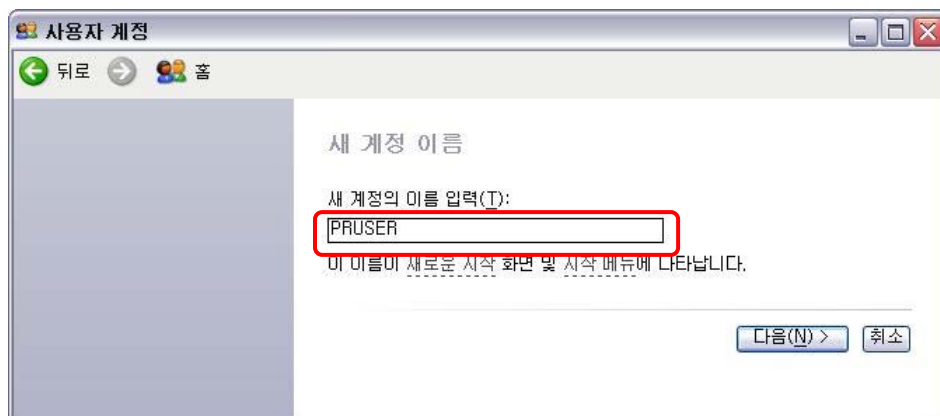 사용자 계정
뒤로 홈
새 계정 이름
새 계정의 이름 입력(T):
PRUSER
이 이름이 새로운 시작 화면 및 시작 메뉴에 나타납니다.
다음(N) > 취소